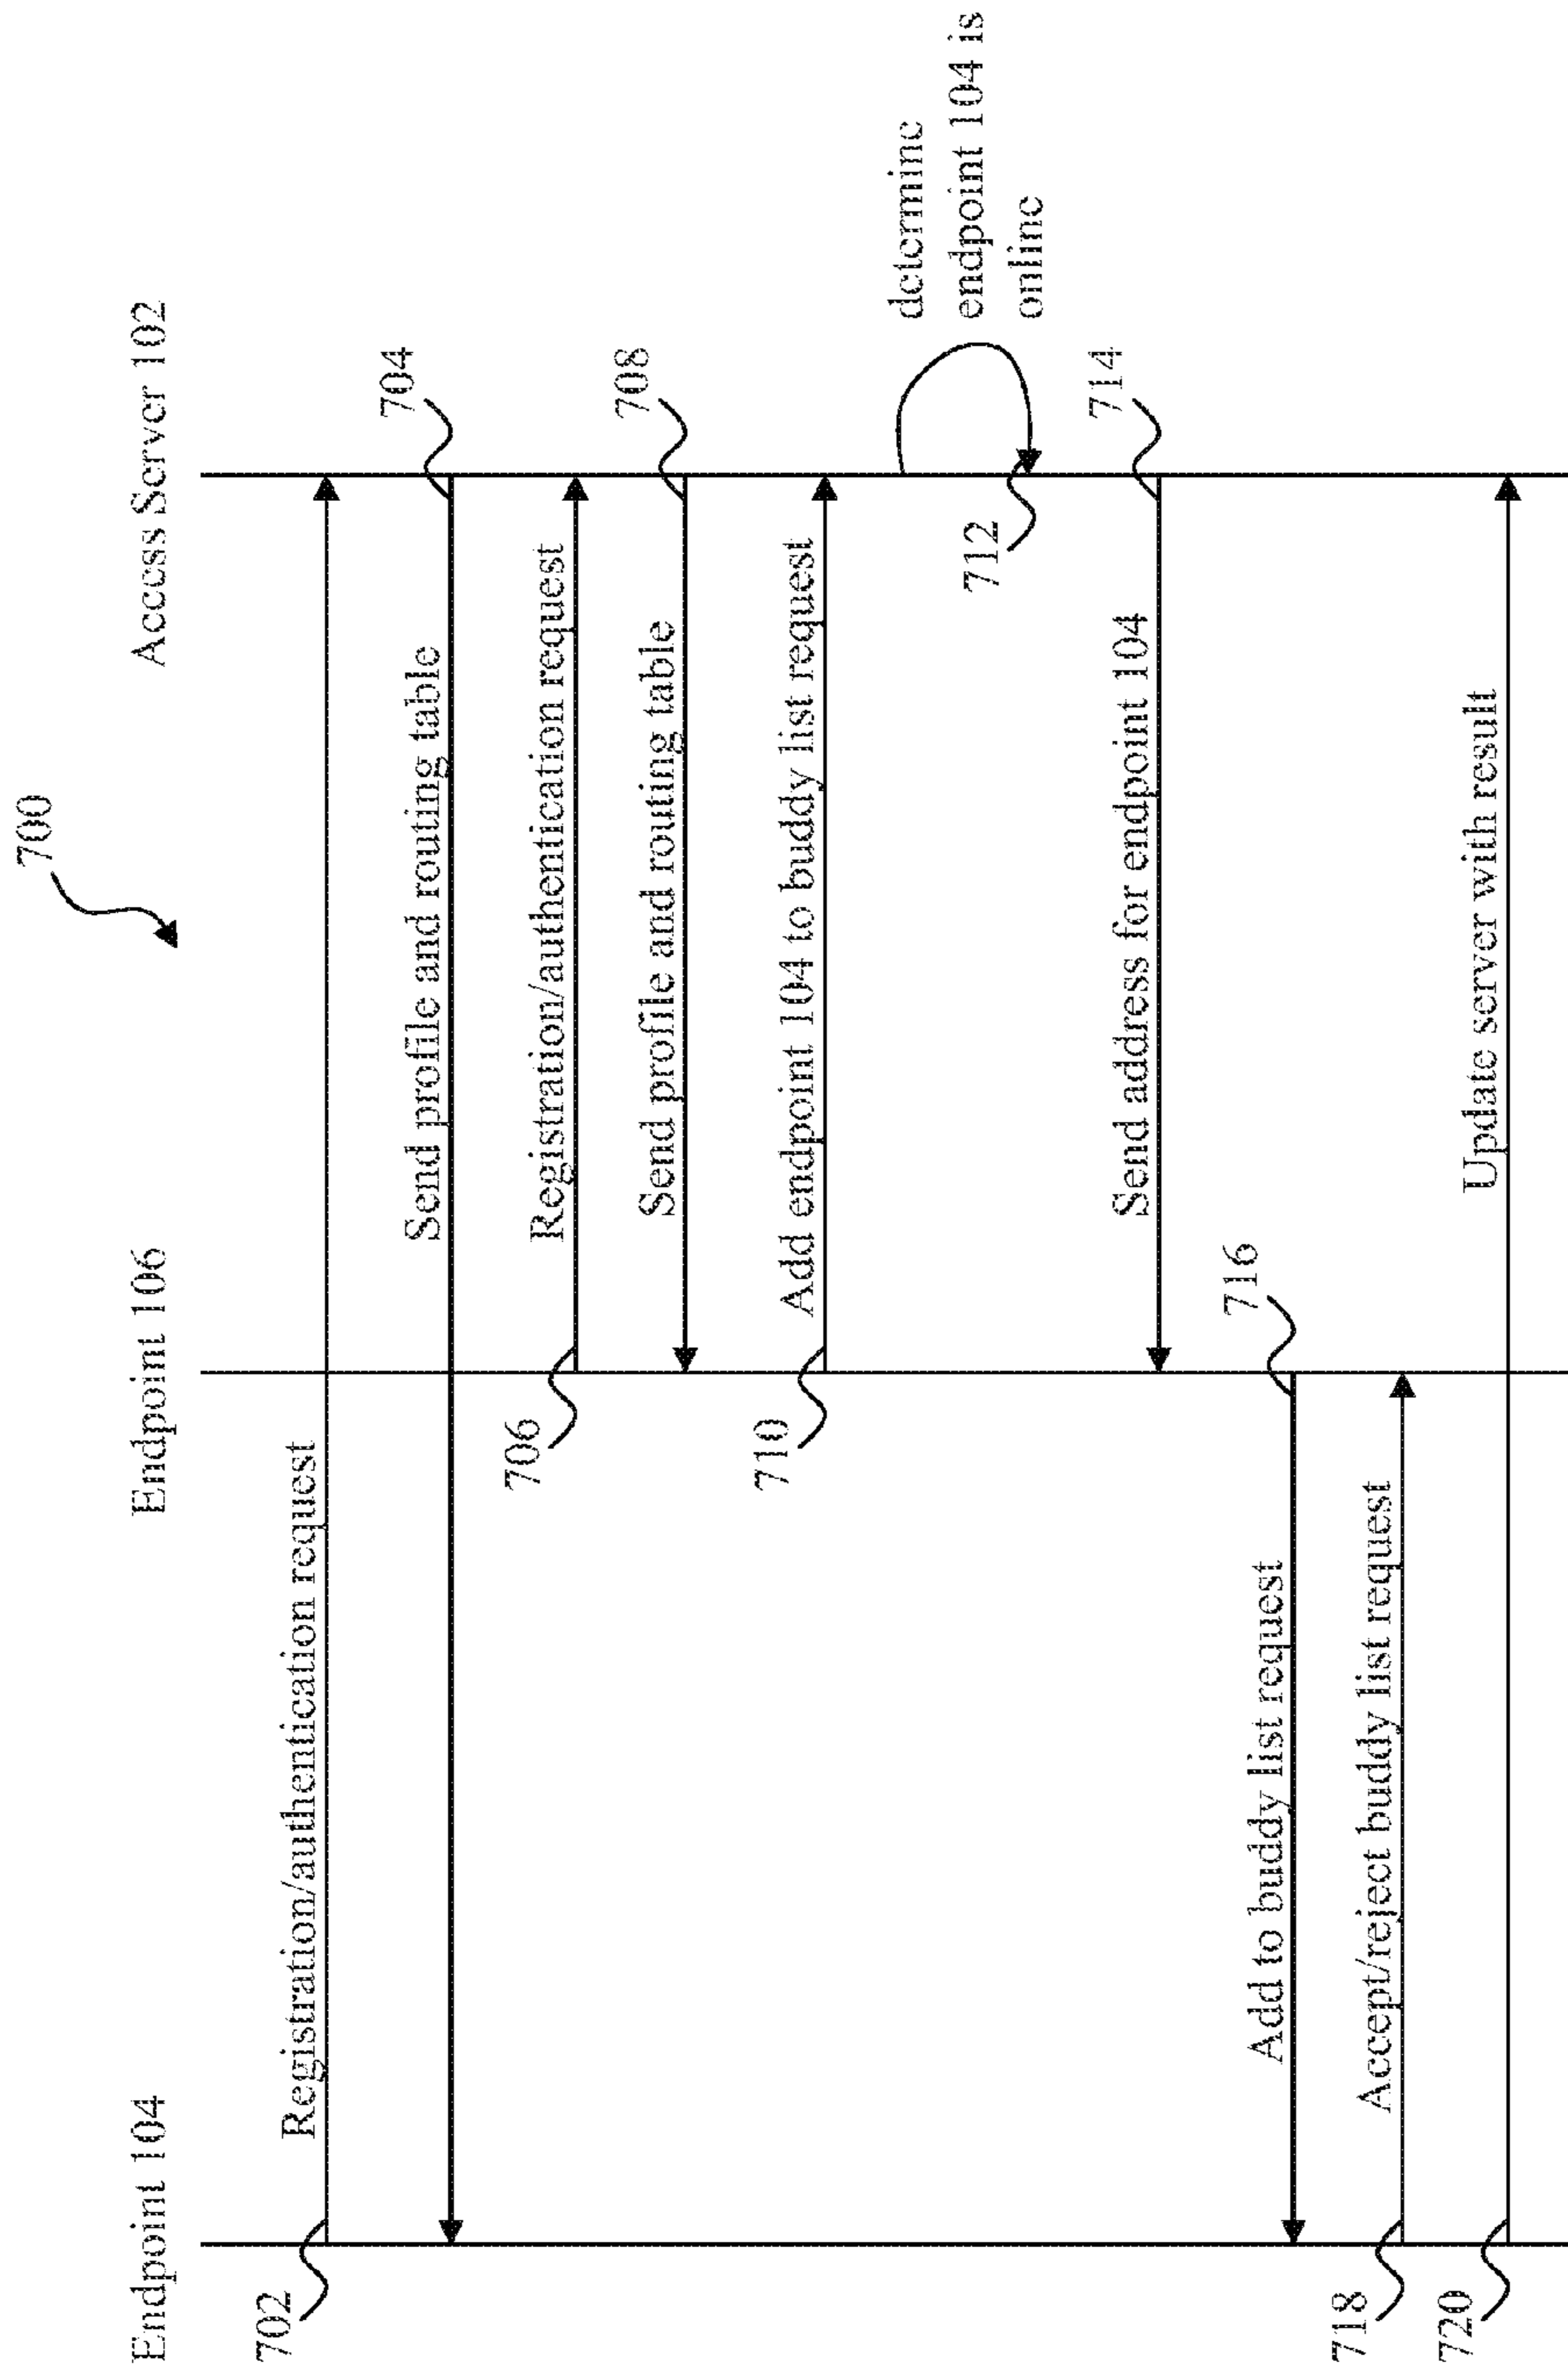 700
Endpoint 104
Endpoint 106
Access Server 102
702
Registration/authentication request
704
Send profile and routing table
706
Registration/authentication request
708
Send profile and routing table
710
Add endpoint 104 to buddy list request
determine
endpoint 104 is
online
712
714
Send address for endpoint 104
716
Add to buddy list request
718
Accept/reject buddy list request
720
Update server with result